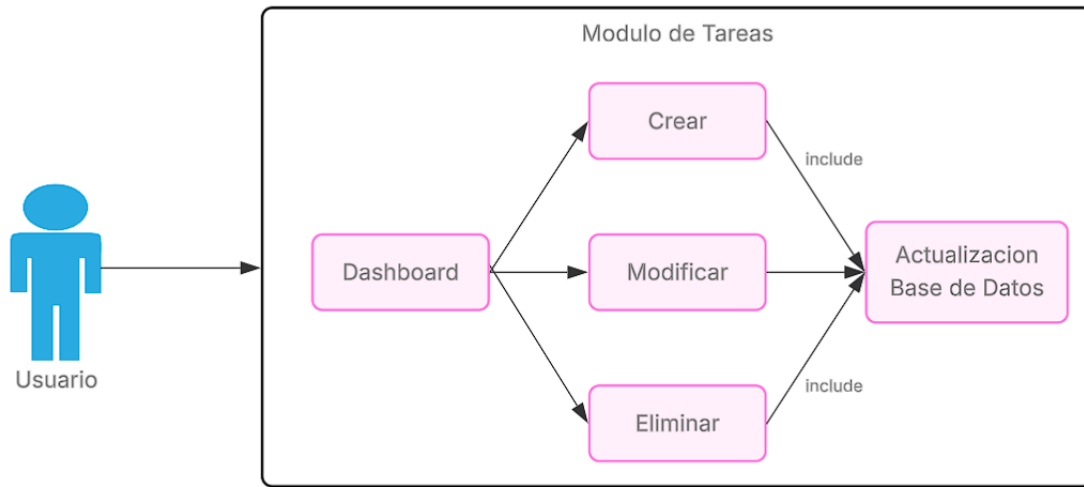 Modulo de Tareas
Crear
include
Dashboard
Modificar
Actualizacion
Base de Datos
Usuario
include
Eliminar